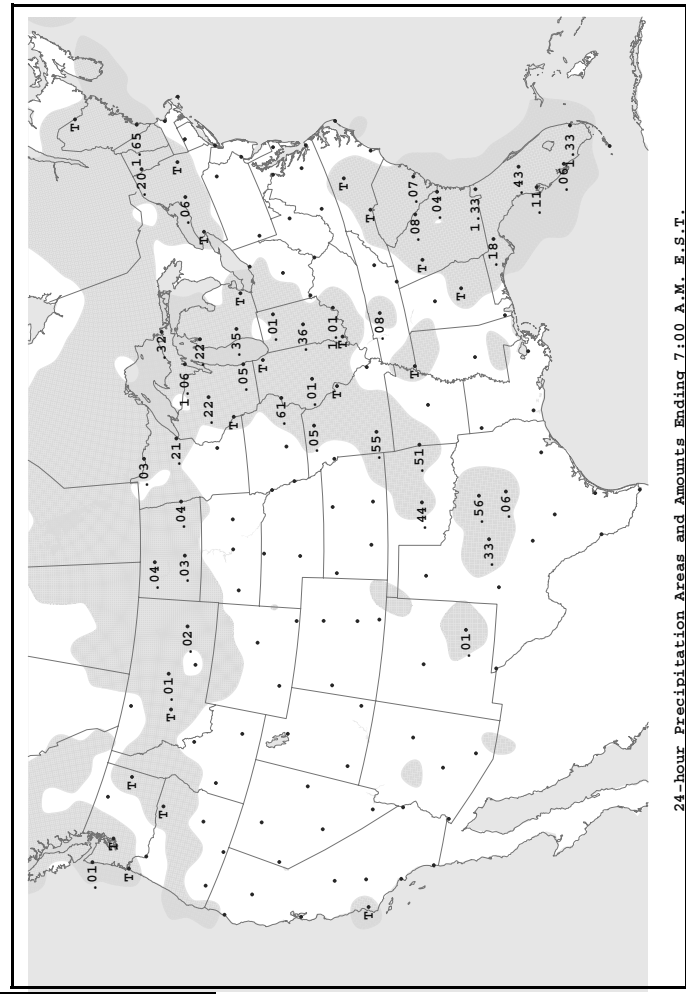 T
.01
T
T
T
.20 1.65
.03
.04
.32
T
T .01
.21
T
.04
.03
1.06
.06
.02
.22
T
.22
T
.35
T
.05
T
.01
.61
.36
.01
.05
1.01
T
T
T
T
T
.55
.08
.07
T
.08
.51
.44
T
.04
T
.01
1.33
.56
.33
.18
.06
.43
.11
.06
1.33
24-hour Precipitation Areas and Amounts Ending 7:00 A.M. E.S.T.